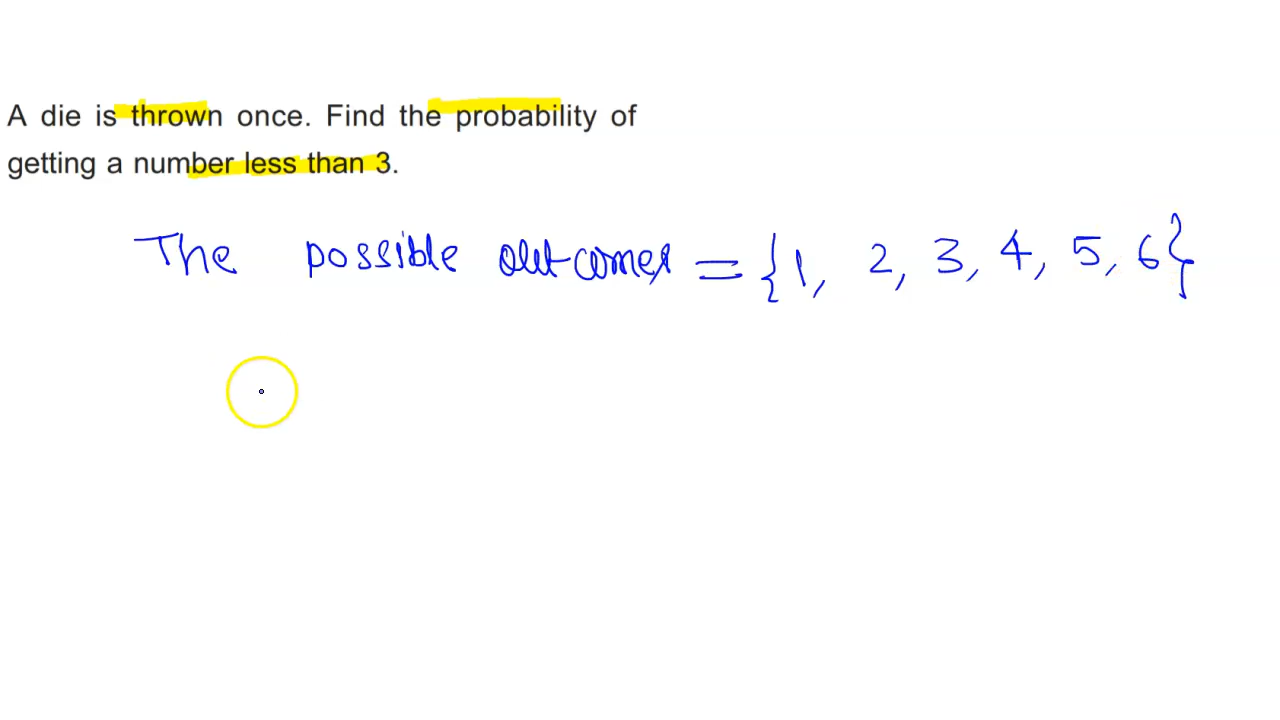 A die is thrown once. Find the probability of
getting a number less than 3.
The possible outcomes = {1, 2, 3, 4, 5, 6}